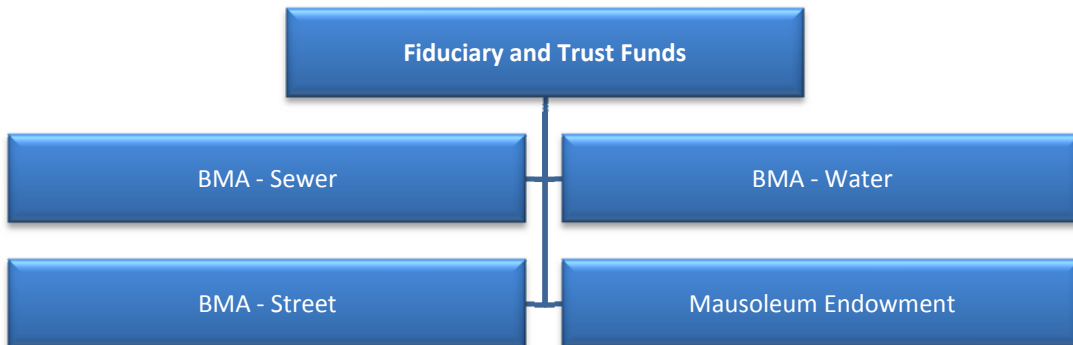 Fiduciary and Trust Funds
BMA - Sewer
BMA - Water
BMA - Street
Mausoleum Endowment